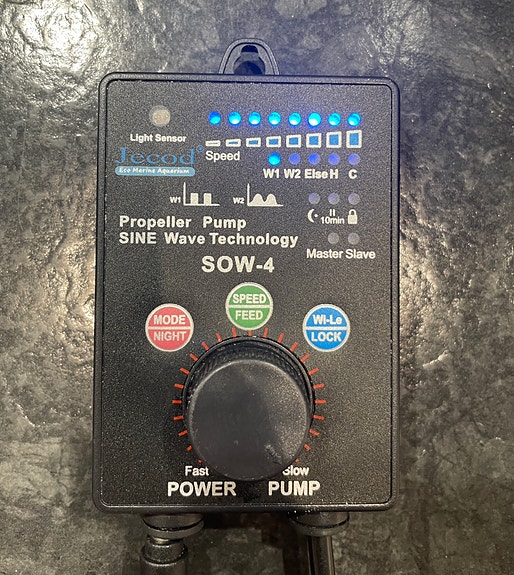 Light Sensor
Jecod®
Eco Marine Aquarium
Speed
W1 W2 Else H C
W1 W2
10min
Propeller Pump
SINE Wave Technology
Master Slave
SOW-4
MODE
NIGHT
SPEED
FEED
Wi-Le
LOCK
Fast Slow
POWER PUMP